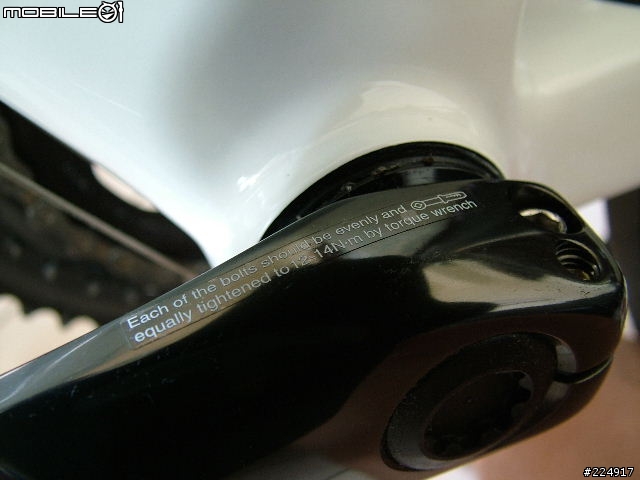 MOBILE01
Each of the bolts should be evenly and
equally tightened to 12-14N·m by torque wrench
#224917